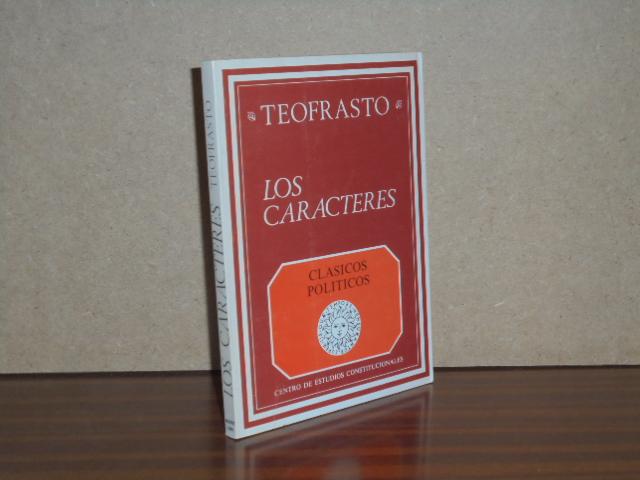 TEOFRASTO
LOS
CARACTERES
CLASICOS
POLITICOS
CENTRO DE ESTUDIOS CONSTITUCIONALES
LOS CARACTERES TEOFRASTO